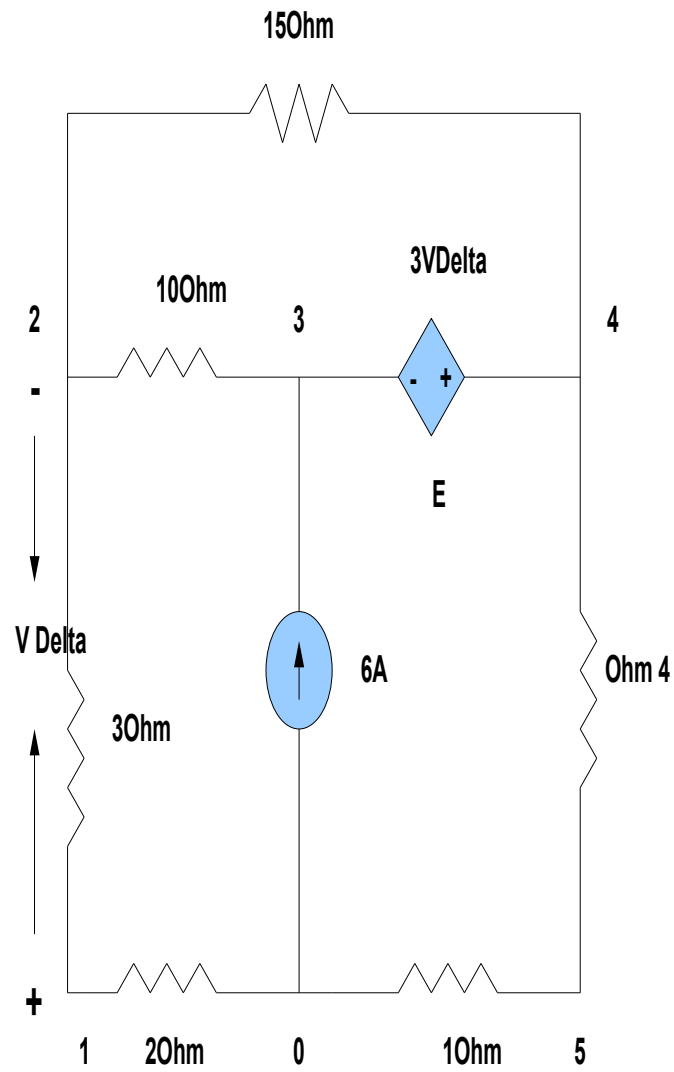 15Ohm
3VDelta
10Ohm
2 3 4
-
- +
E
V Delta
6A
Ohm 4
3Ohm
+
1 2Ohm 0 1Ohm 5